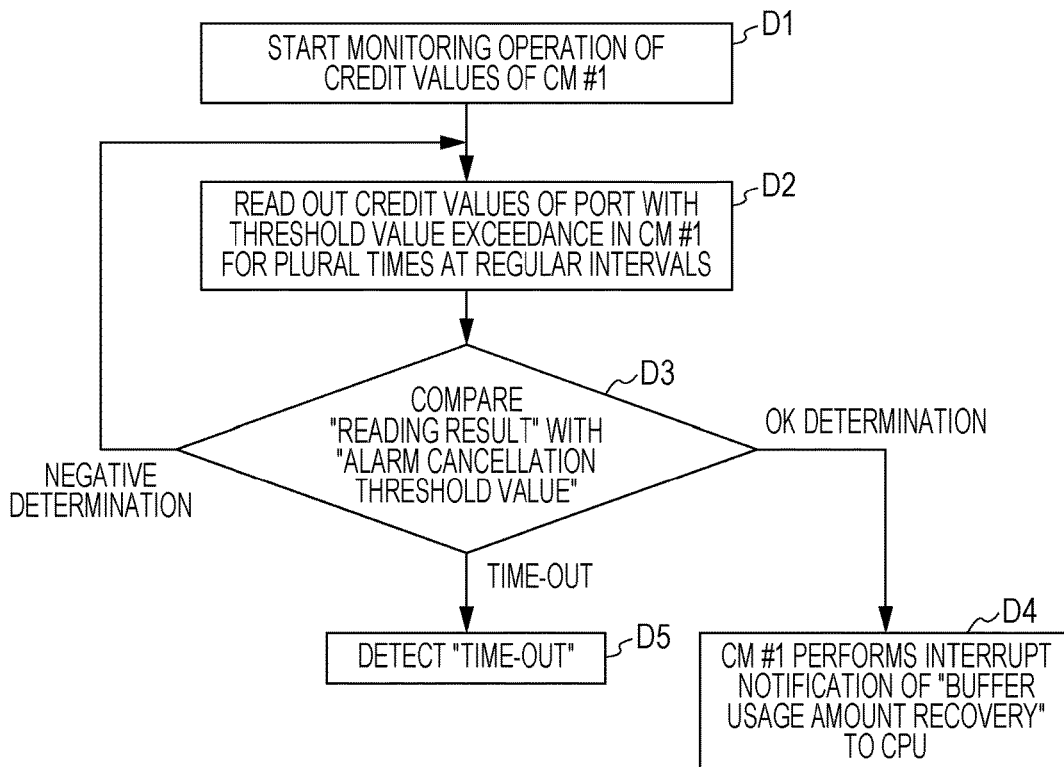 D1
START MONITORING OPERATION OF
CREDIT VALUES OF CM #1
D2
READ OUT CREDIT VALUES OF PORT WITH
THRESHOLD VALUE EXCEEDANCE IN CM #1
FOR PLURAL TIMES AT REGULAR INTERVALS
D3
COMPARE
"READING RESULT" WITH
"ALARM CANCELLATION
THRESHOLD VALUE"
OK DETERMINATION
NEGATIVE
DETERMINATION
TIME-OUT
D5
DETECT "TIME-OUT"
D4
CM #1 PERFORMS INTERRUPT
NOTIFICATION OF "BUFFER
USAGE AMOUNT RECOVERY"
TO CPU